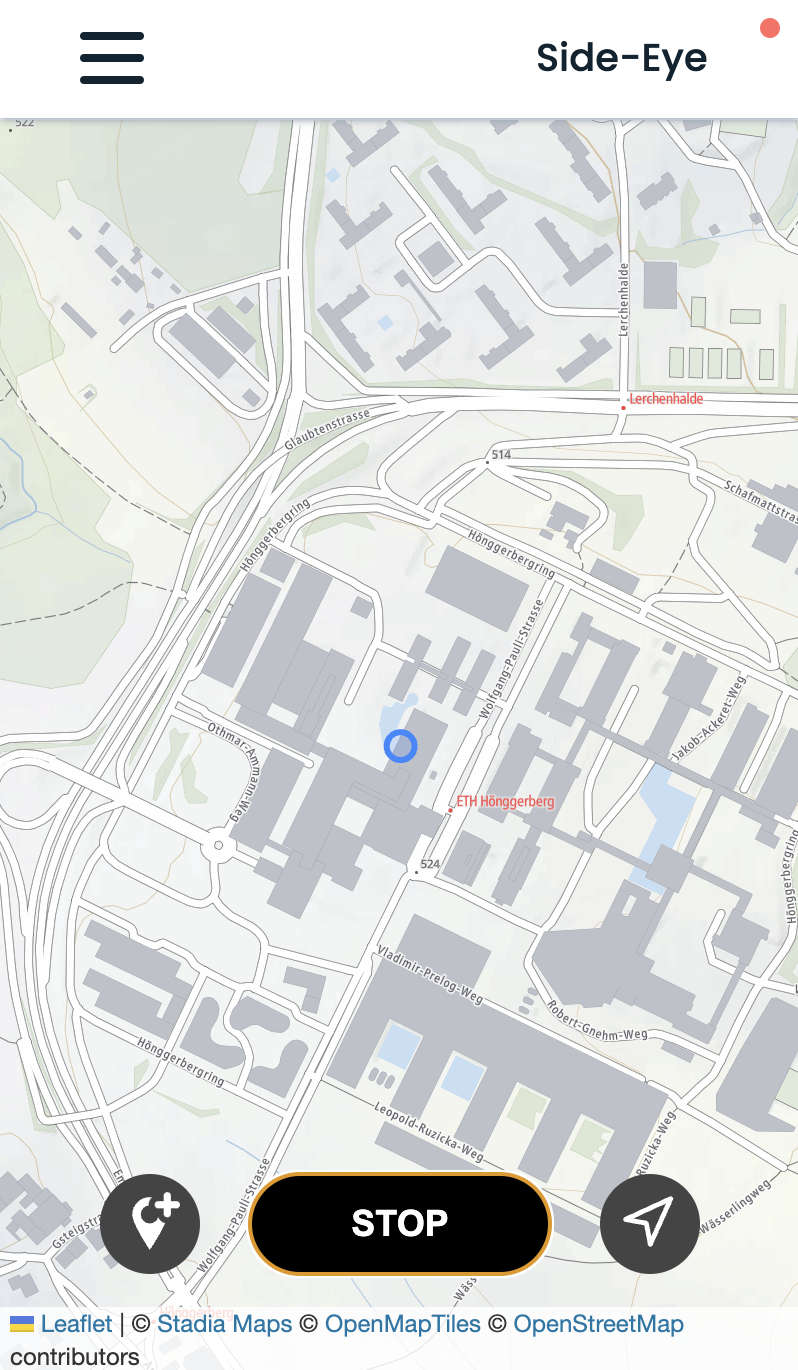 Side-Eye
522
Lerchenhalde
Lerchenhalde
Glaubtenstrasse
514
Hönggerbergring
Hönggerbergring
Wolfgang-Pauli-Strasse
Jakob-Ackeret-Weg
Othmar-Ammann-Weg
ETH Hönggerberg
524
Hönggerbergring
Vladimir-Prelog-Weg
Robert-Gnehm-Weg
Hönggerbergring
Leopold-Ruzicka-Weg
Ruzicka-Weg
Wolfgang-Pauli-Strasse
STOP
Wässerlingweg
Hönggerberg
Leaflet | © Stadia Maps © OpenMapTiles © OpenStreetMap
contributors